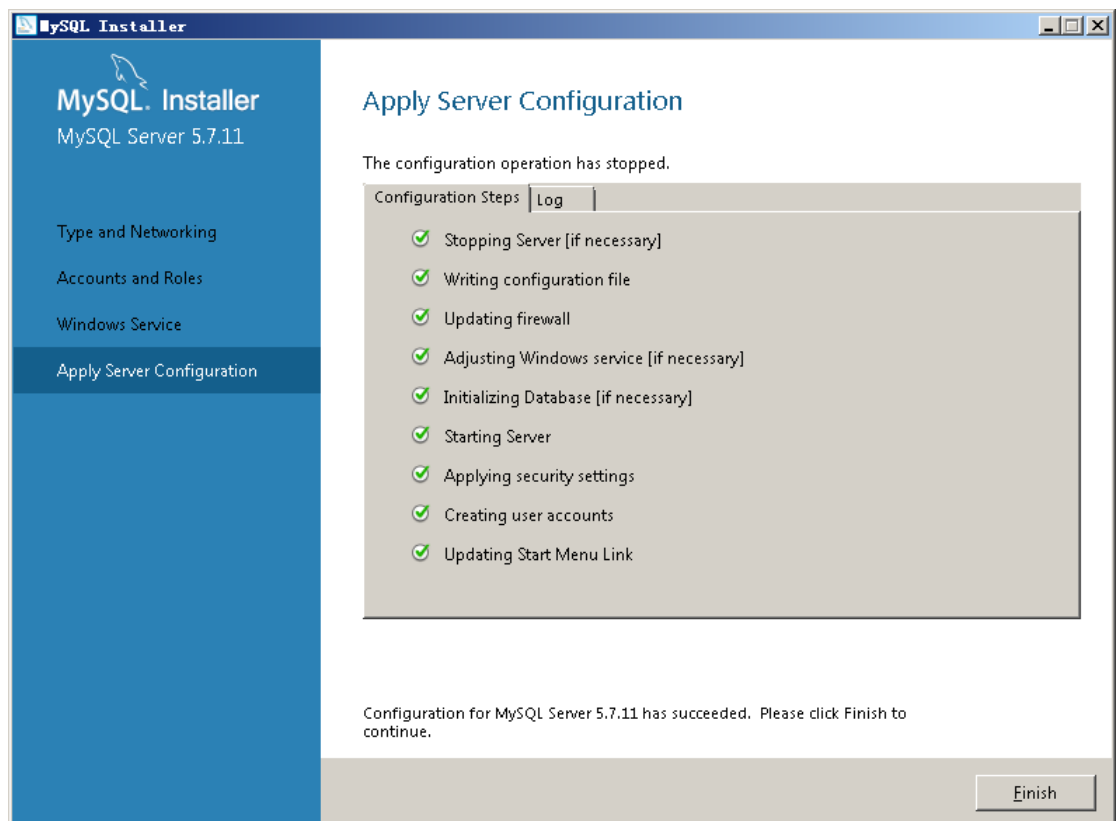 MySQL Installer
MySQL. Installer
MySQL Server 5.7.11
Type and Networking
Accounts and Roles
Windows Service
Apply Server Configuration
Apply Server Configuration
The configuration operation has stopped.
Configuration Steps Log
Stopping Server [if necessary]
Writing configuration file
Updating firewall
Adjusting Windows service [if necessary]
Initializing Database [if necessary]
Starting Server
Applying security settings
Creating user accounts
Updating Start Menu Link
Configuration for MySQL Server 5.7.11 has succeeded. Please click Finish to
continue.
Finish